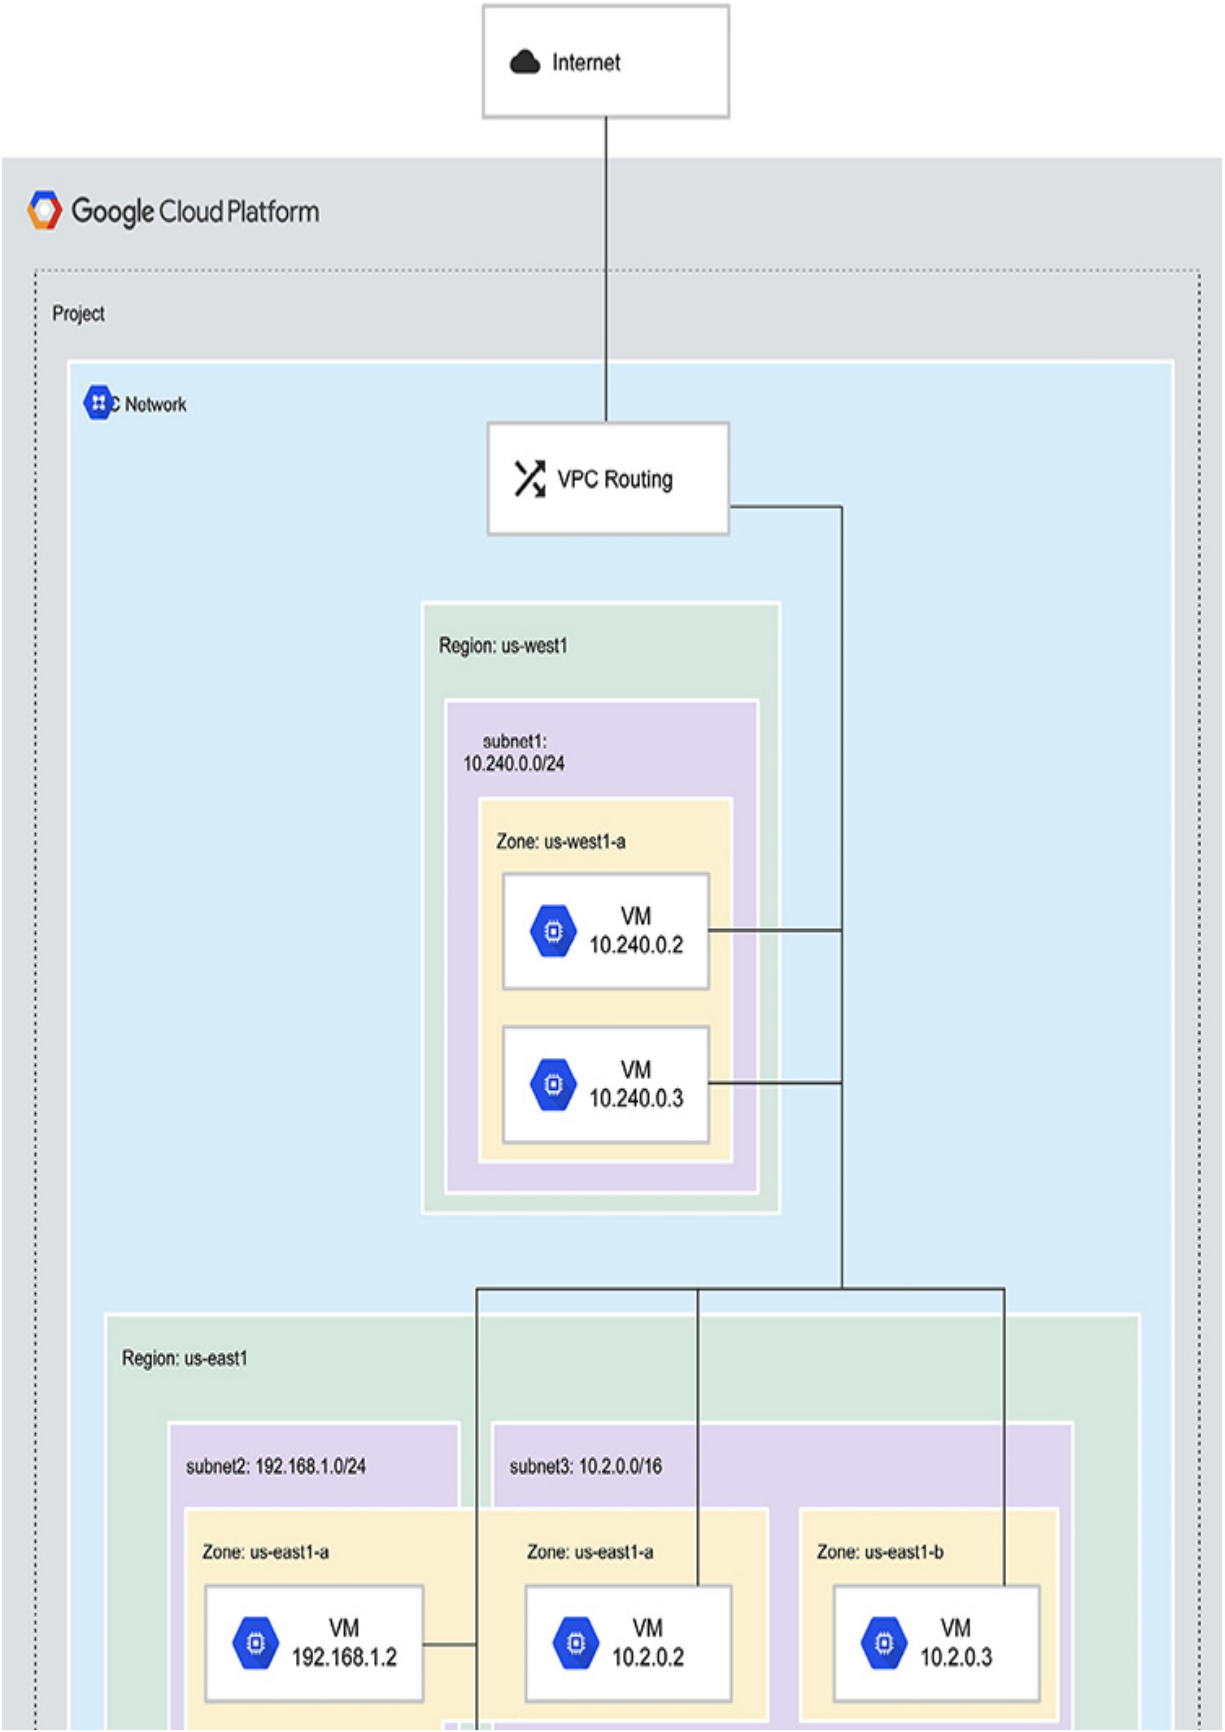 Internet
Google Cloud Platform
Project
C Network
VPC Routing
Region: us-west1
subnet1:
10.240.0.0/24
Zone: us-west1-a
VM
10.240.0.2
VM
10.240.0.3
Region: us-east1
subnet2: 192.168.1.0/24
subnet3: 10.2.0.0/16
Zone: us-east1-a
Zone: us-east1-a
Zone: us-east1-b
VM
192.168.1.2
VM
10.2.0.2
VM
10.2.0.3